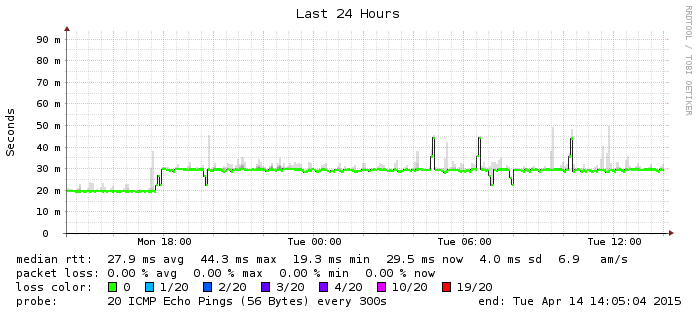 Last 24 Hours
RRDTOOL / TOBI OETIKER
Seconds
90 m
80 m
70 m
60 m
50 m
40 m
30 m
20 m
10 m
0
Mon 18:00 Tue 00:00 Tue 06:00 Tue 12:00
median rtt: 27.9 ms avg 44.3 ms max 19.3 ms min 29.5 ms now 4.0 ms sd 6.9 am/s
packet loss: 0.00 % avg 0.00 % max 0.00 % min 0.00 % now
loss color: 0 1/20 2/20 3/20 4/20 10/20 19/20
probe: 20 ICMP Echo Pings (56 Bytes) every 300s end: Tue Apr 14 14:05:04 2015